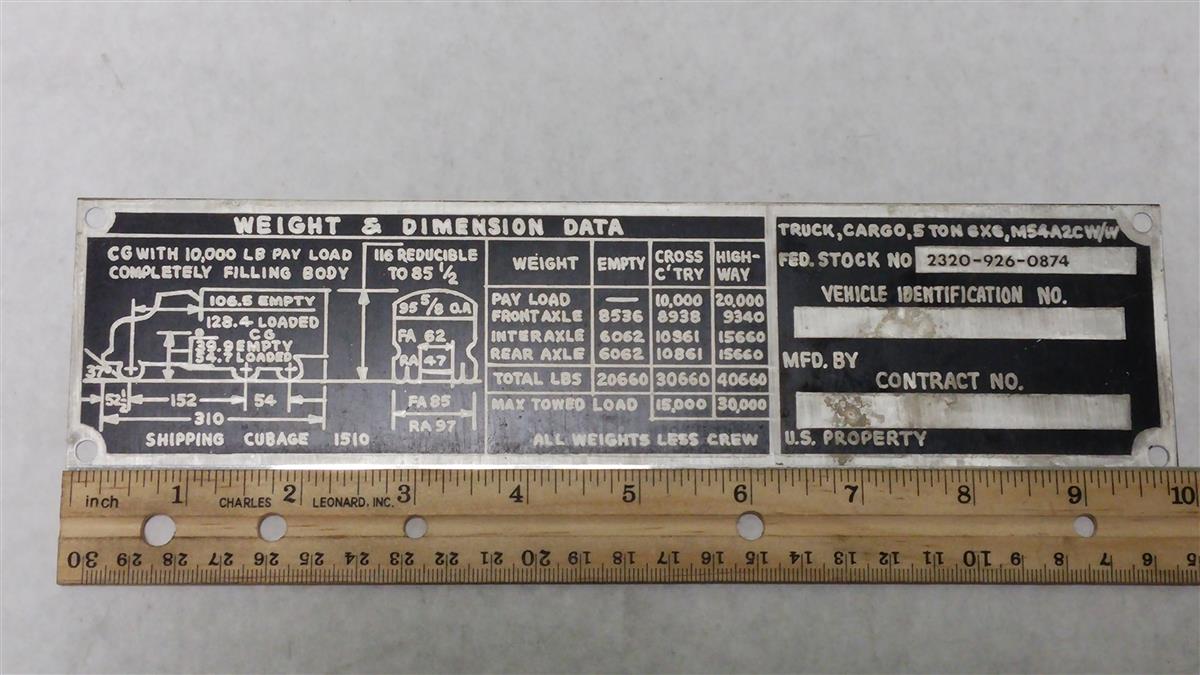 WEIGHT & DIMENSION DATA
CG WITH 10,000 LB PAY LOAD
COMPLETELY FILLING BODY
116 REDUCIBLE
TO 85 1/2
106.5 EMPTY
128.4 LOADED
CG
39.9 EMPTY
54.7 LOADED
37°
52 1/2 152 54
310
SHIPPING CUBAGE 1510
95 5/8 O.A
FA 62
RA 47
FA 85
RA 97
WEIGHT EMPTY CROSS C'TRY HIGH-WAY
PAY LOAD — 10,000 20,000
FRONT AXLE 8536 8938 9340
INTERAXLE 6062 10861 15660
REAR AXLE 6062 10861 15660
TOTAL LBS 20660 30660 40660
MAX TOWED LOAD 15,000 30,000
ALL WEIGHTS LESS CREW
TRUCK, CARGO, 5 TON 6X6, M54A2C W/W
FED. STOCK NO 2320-926-0874
VEHICLE IDENTIFICATION NO.
MFD. BY
CONTRACT NO.
U.S. PROPERTY
inch 1 2 3 4 5 6 7 8 9 10
CHARLES LEONARD, INC.
30 29 28 27 26 25 24 23 22 21 20 19 18 17 16 15 14 13 12 11 10 9 8 7 6 5